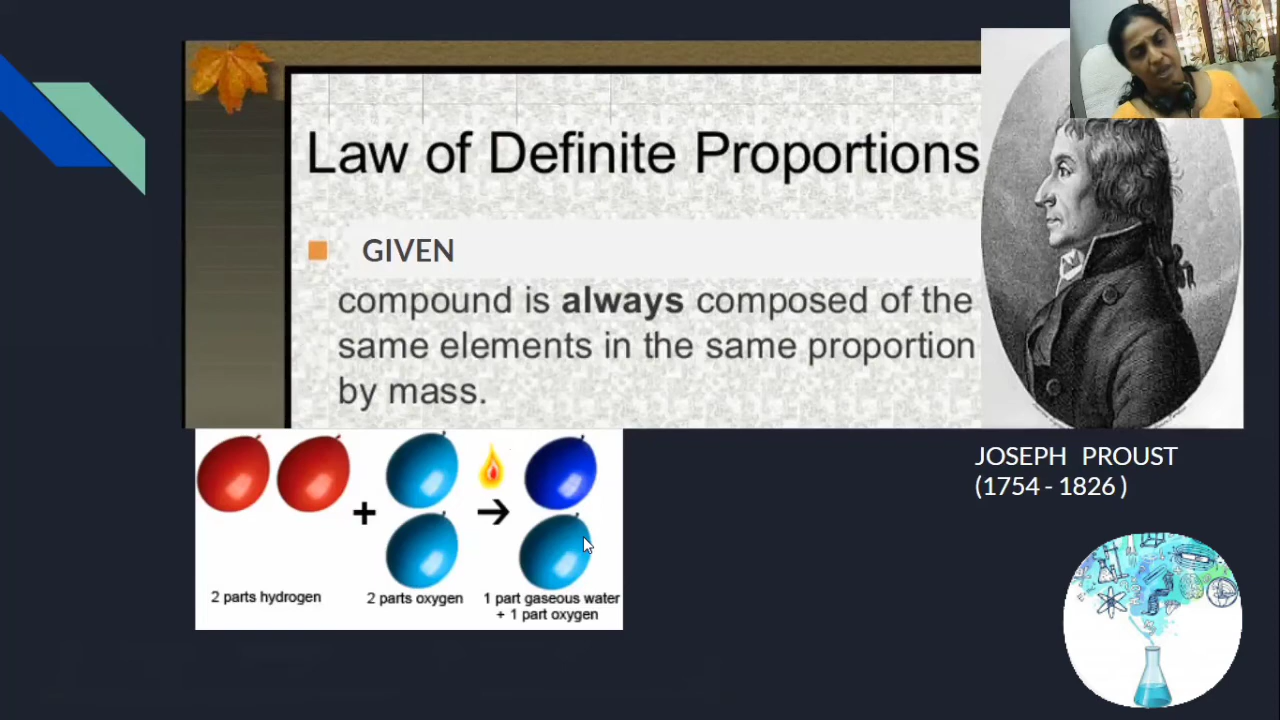 Law of Definite Proportions
GIVEN
compound is always composed of the
same elements in the same proportion
by mass.
JOSEPH PROUST
(1754 - 1826 )
+
→
2 parts hydrogen
2 parts oxygen
1 part gaseous water
+ 1 part oxygen